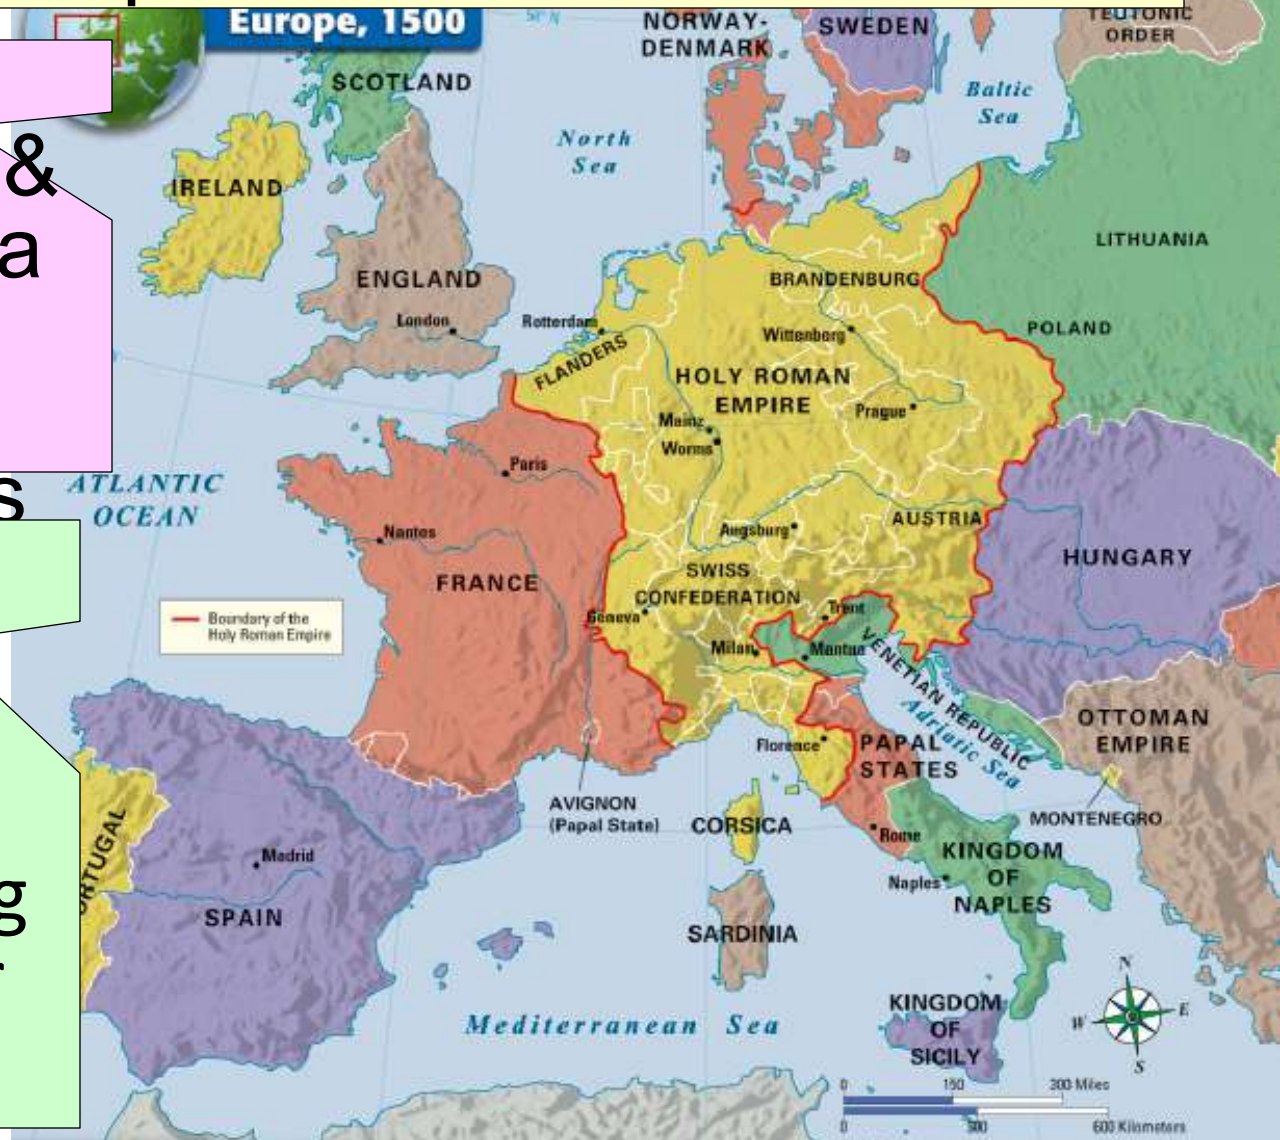 Europe, 1500
50°N
NORWAY-
DENMARK
SWEDEN
TEUTONIC
ORDER
SCOTLAND
Baltic
Sea
North
Sea
&
IRELAND
a
LITHUANIA
ENGLAND
BRANDENBURG
London
Rotterdam
Wittenberg
POLAND
FLANDERS
HOLY ROMAN
EMPIRE
Prague
Mainz
Worms
Paris
ATLANTIC
OCEAN
s
Nantes
Augsburg
AUSTRIA
HUNGARY
FRANCE
SWISS
CONFEDERATION
Geneva
Trent
Boundary of the
Holy Roman Empire
Milan
Mantua
VENETIAN REPUBLIC
Adriatic Sea
OTTOMAN
EMPIRE
Florence
PAPAL
STATES
AVIGNON
(Papal State)
CORSICA
MONTENEGRO
Rome
PORTUGAL
Madrid
KINGDOM
OF
NAPLES
Naples
g
SPAIN
SARDINIA
r
N
W
E
S
KINGDOM
OF
SICILY
Mediterranean Sea
0 150 300 Miles
0 300 600 Kilometers